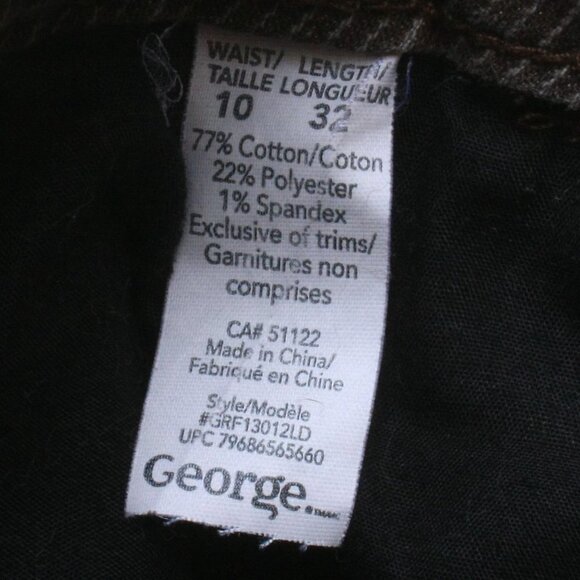 WAIST/ LENGTH/
TAILLE LONGUEUR
10 32
77% Cotton/Coton
22% Polyester
1% Spandex
Exclusive of trims/
Garnitures non
comprises
CA# 51122
Made in China/
Fabriqué en Chine
Style/Modèle
#GRF13012LD
UPC 79686565660
George.